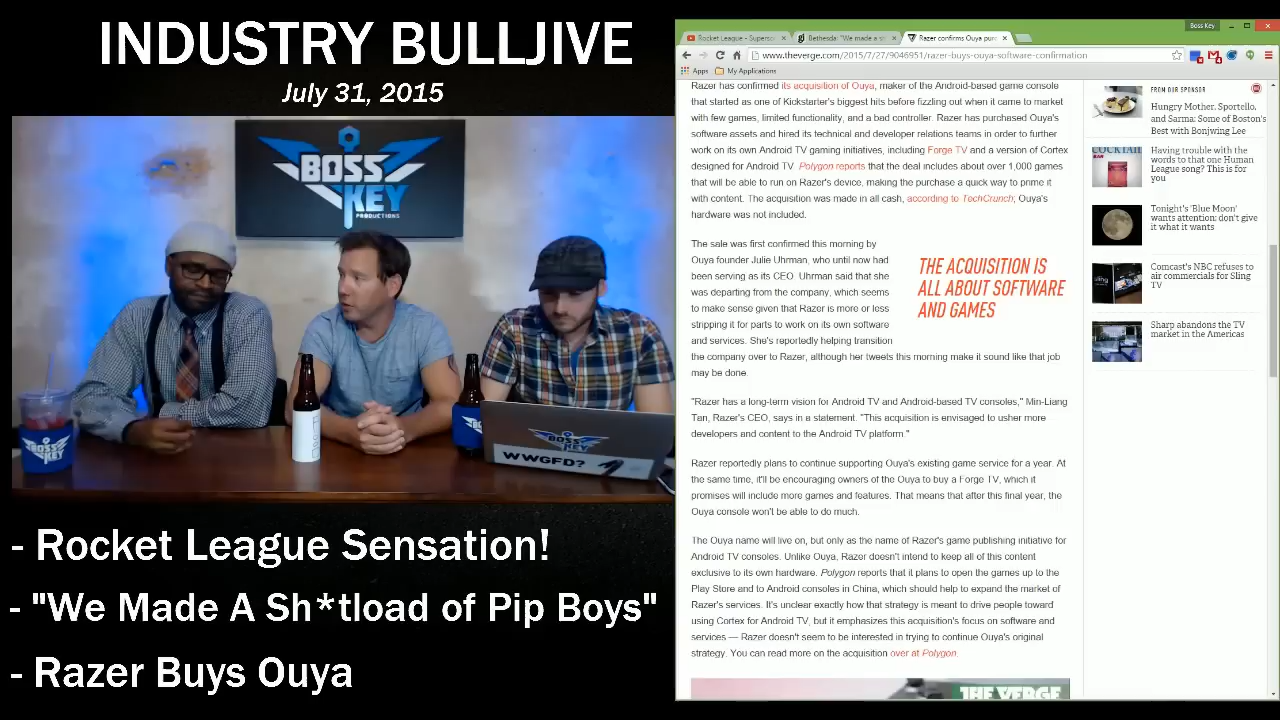 INDUSTRY BULLJIVE
July 31, 2015
BOSS
KEY
PRODUCTIONS
BOSS
KEY
BOSS
KEY
WWGFD?
- Rocket League Sensation!
- "We Made A Sh*tload of Pip Boys"
- Razer Buys Ouya
Boss Key
Rocket League - Supers
Bethesda: "We made a s
Razer confirms Ouya pur
www.theverge.com/2015/7/27/9046951/razer-buys-ouya-software-confirmation
Apps My Applications
Razer has confirmed its acquisition of Ouya, maker of the Android-based game console
that started as one of Kickstarter's biggest hits before fizzling out when it came to market
with few games, limited functionality, and a bad controller. Razer has purchased Ouya's
software assets and hired its technical and developer relations teams in order to further
work on its own Android TV gaming initiatives, including Forge TV and a version of Cortex
designed for Android TV. Polygon reports that the deal includes about over 1,000 games
that will be able to run on Razer's device, making the purchase a quick way to prime it
with content. The acquisition was made in all cash, according to TechCrunch; Ouya's
hardware was not included.
The sale was first confirmed this morning by
Ouya founder Julie Uhrman, who until now had
been serving as its CEO. Uhrman said that she
was departing from the company, which seems
to make sense given that Razer is more or less
stripping it for parts to work on its own software
and services. She's reportedly helping transition
the company over to Razer, although her tweets this morning make it sound like that job
may be done.
THE ACQUISITION IS
ALL ABOUT SOFTWARE
AND GAMES
"Razer has a long-term vision for Android TV and Android-based TV consoles," Min-Liang
Tan, Razer's CEO, says in a statement. "This acquisition is envisaged to usher more
developers and content to the Android TV platform."
Razer reportedly plans to continue supporting Ouya's existing game service for a year. At
the same time, it'll be encouraging owners of the Ouya to buy a Forge TV, which it
promises will include more games and features. That means that after this final year, the
Ouya console won't be able to do much.
The Ouya name will live on, but only as the name of Razer's game publishing initiative for
Android TV consoles. Unlike Ouya, Razer doesn't intend to keep all of this content
exclusive to its own hardware. Polygon reports that it plans to open the games up to the
Play Store and to Android consoles in China, which should help to expand the market of
Razer's services. It's unclear exactly how that strategy is meant to drive people toward
using Cortex for Android TV, but it emphasizes this acquisition's focus on software and
services — Razer doesn't seem to be interested in trying to continue Ouya's original
strategy. You can read more on the acquisition over at Polygon.
THE VERGE
FROM OUR SPONSOR
Hungry Mother, Sportello,
and Sarma: Some of Boston's
Best with Bonjwing Lee
COCKTAIL
BAR
Having trouble with the
words to that one Human
League song? This is for
you
Tonight's 'Blue Moon'
wants attention: don't give
it what it wants
sling
Comcast's NBC refuses to
air commercials for Sling
TV
Sharp abandons the TV
market in the Americas